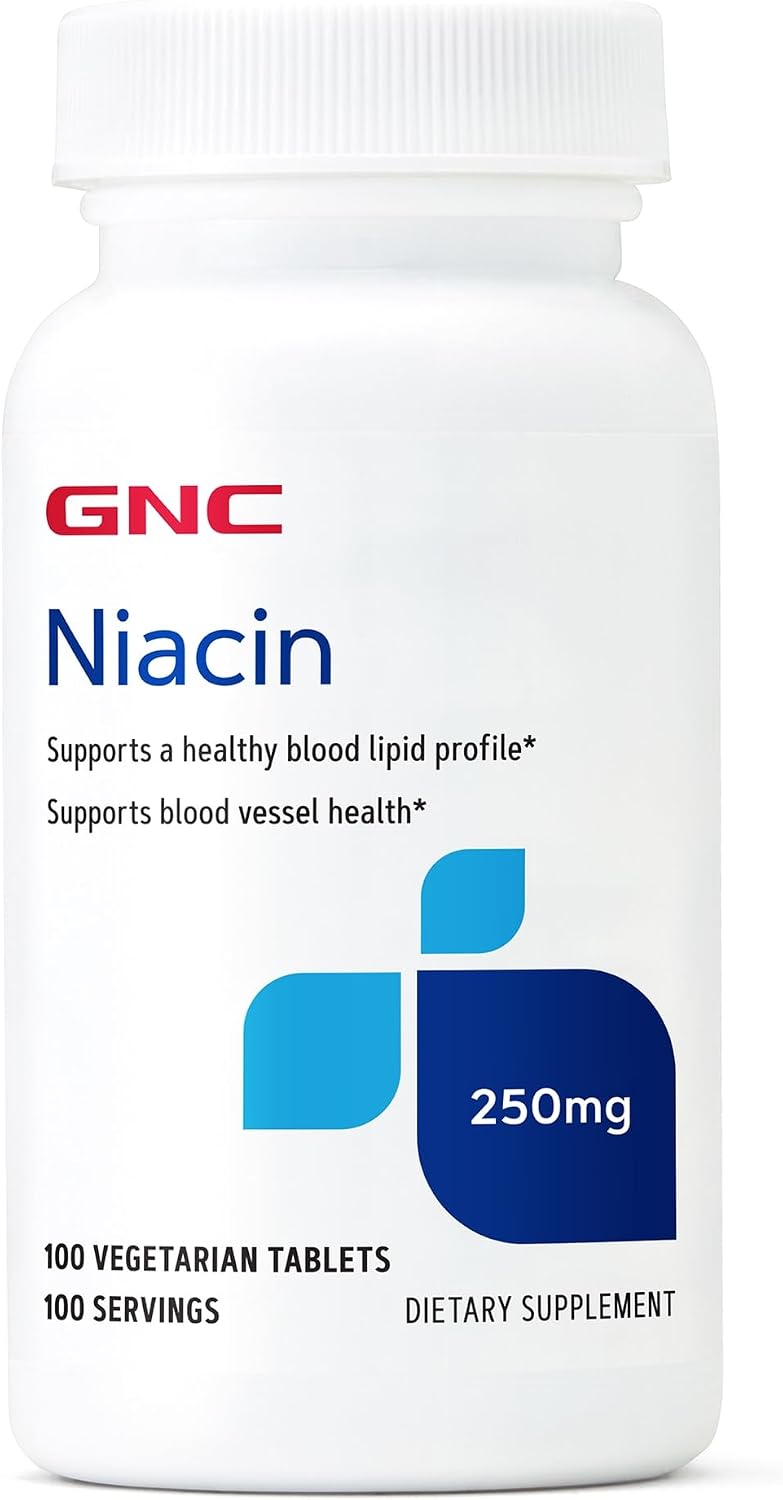 GNC
Niacin
Supports a healthy blood lipid profile*
Supports blood vessel health*
250mg
100 VEGETARIAN TABLETS
100 SERVINGS
DIETARY SUPPLEMENT